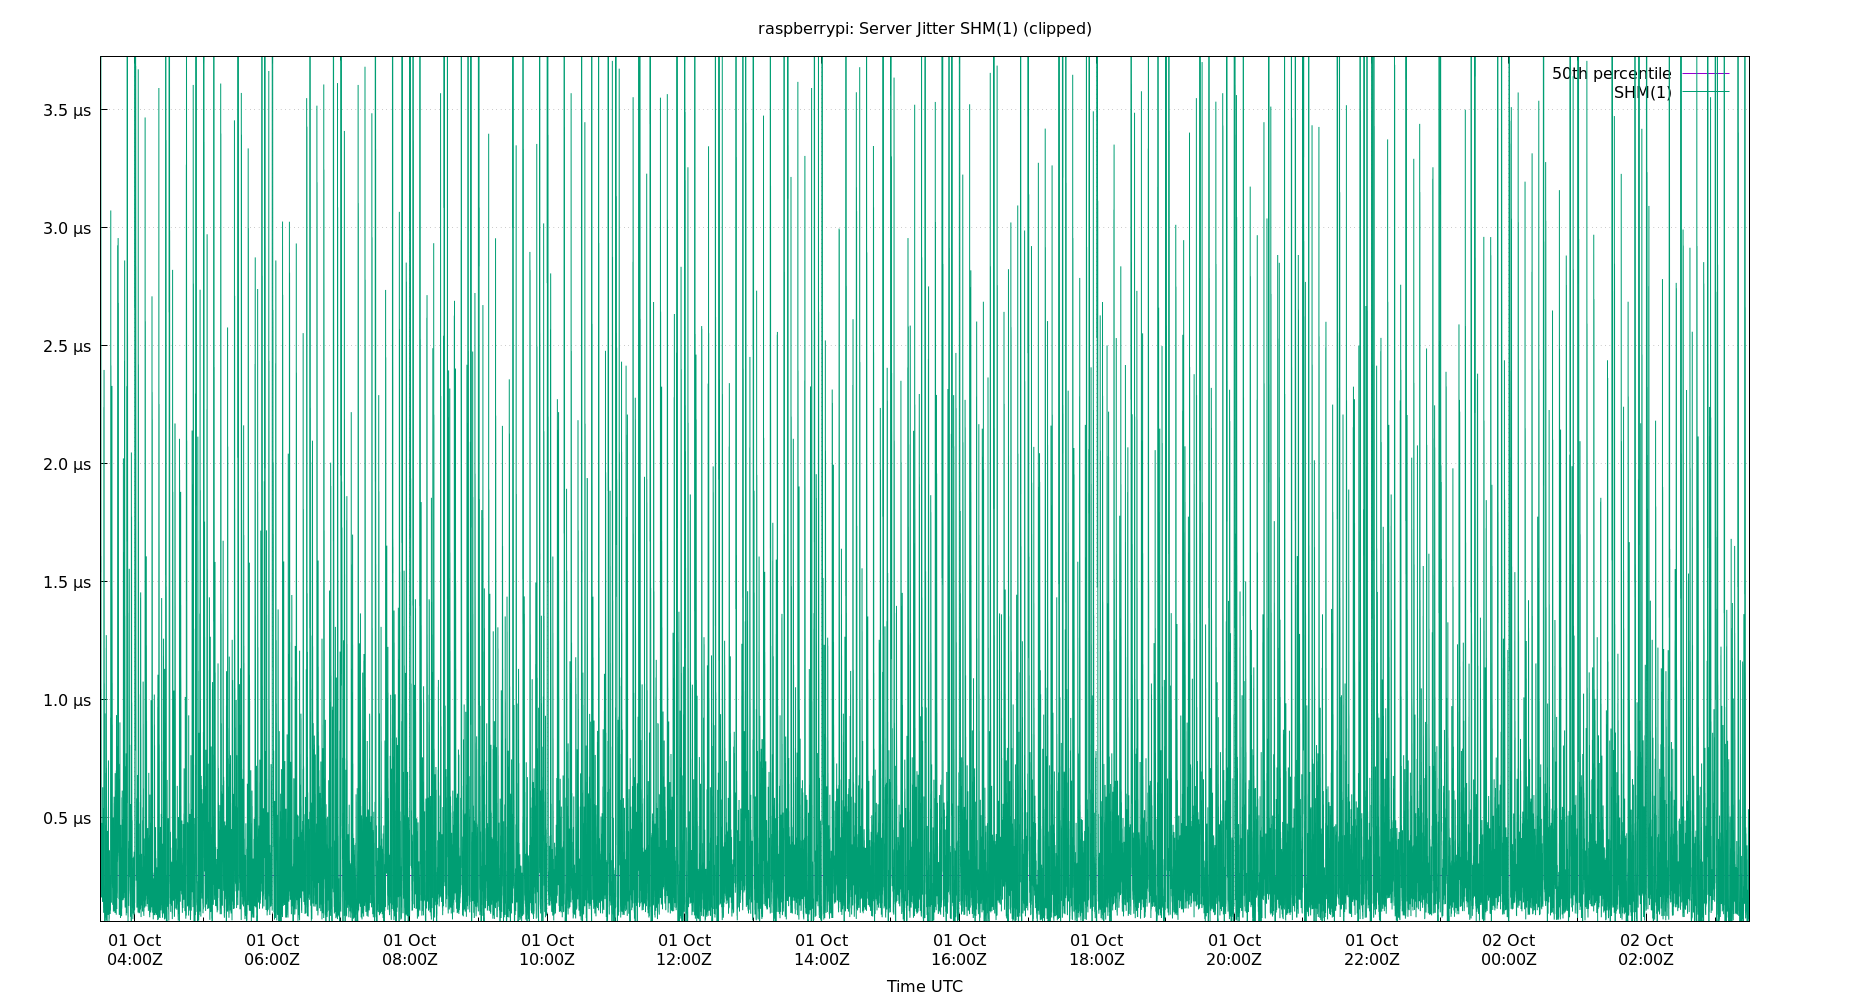 raspberrypi: Server Jitter SHM(1) (clipped)
50th percentile
SHM(1)
3.5 µs
3.0 µs
2.5 µs
2.0 µs
1.5 µs
1.0 µs
0.5 µs
01 Oct 01 Oct 01 Oct 01 Oct 01 Oct 01 Oct 01 Oct 01 Oct 01 Oct 01 Oct 02 Oct 02 Oct
04:00Z 06:00Z 08:00Z 10:00Z 12:00Z 14:00Z 16:00Z 18:00Z 20:00Z 22:00Z 00:00Z 02:00Z
Time UTC